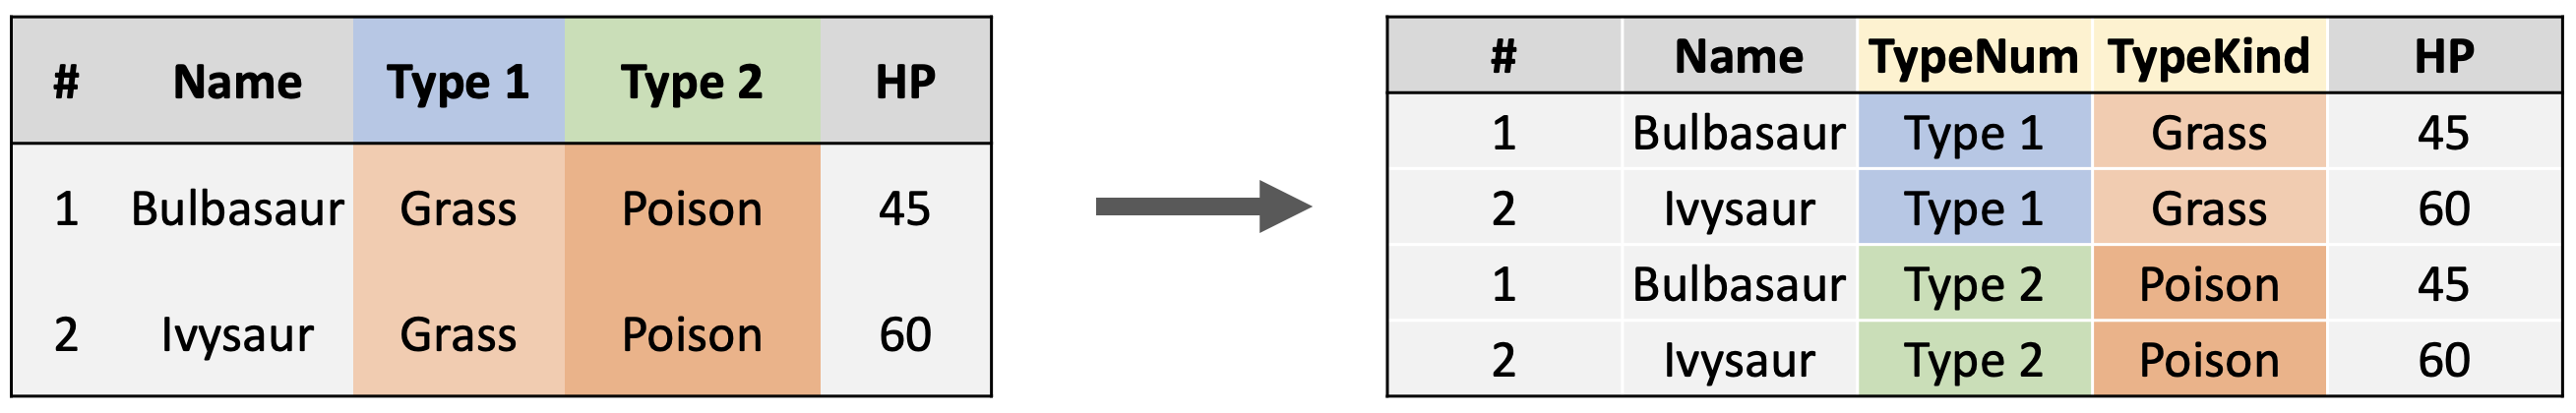 # Name Type 1 Type 2 HP
1 Bulbasaur Grass Poison 45
2 Ivysaur Grass Poison 60
# Name TypeNum TypeKind HP
1 Bulbasaur Type 1 Grass 45
2 Ivysaur Type 1 Grass 60
1 Bulbasaur Type 2 Poison 45
2 Ivysaur Type 2 Poison 60